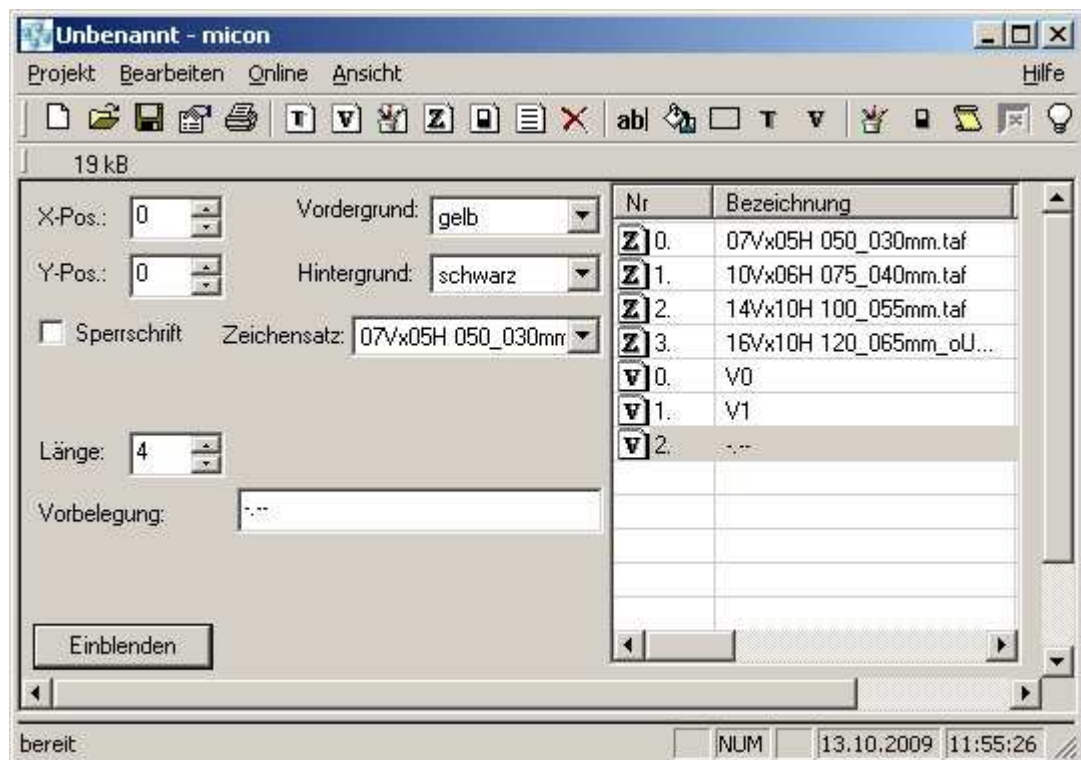 Unbenannt - micon
Projekt Bearbeiten Online Ansicht Hilfe
T V Z ab| T V
19 kB
X-Pos.: 0 Vordergrund: gelb
Y-Pos.: 0 Hintergrund: schwarz
Sperrschrift Zeichensatz: 07Vx05H 050_030mm
Länge: 4
Vorbelegung: -.--
Einblenden
Nr Bezeichnung
Z 0. 07Vx05H 050_030mm.taf
Z 1. 10Vx06H 075_040mm.taf
Z 2. 14Vx10H 100_055mm.taf
Z 3. 16Vx10H 120_065mm_oU...
V 0. V0
V 1. V1
V 2. -.--
bereit NUM 13.10.2009 11:55:26